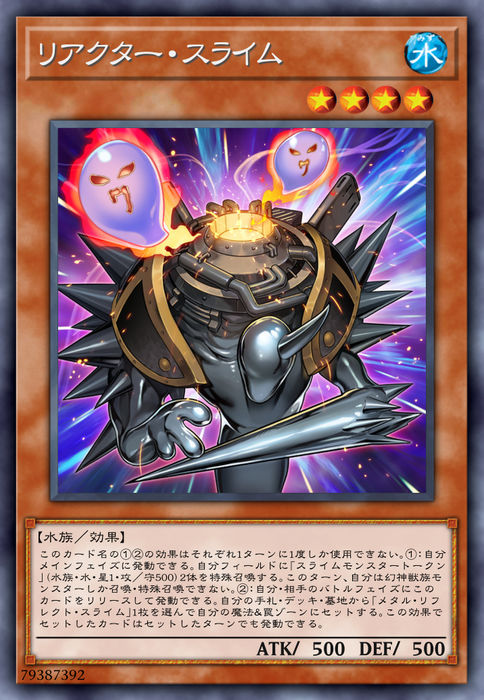 リアクター・スライム
みず
水
【水族／効果】
このカード名の①②の効果はそれぞれ1ターンに1度しか使用できない。①：自分
メインフェイズに発動できる。自分フィールドに「スライムモンスタートークン
」(水族・水・星1・攻／守500)2体を特殊召喚する。このターン、自分は幻神獣族モ
ンスターしか召喚・特殊召喚できない。②：自分・相手のバトルフェイズにこの
カードをリリースして発動できる。自分の手札・デッキ・墓地から「メタル・リフ
レクト・スライム」1枚を選んで自分の魔法&罠ゾーンにセットする。この効果で
セットしたカードはセットしたターンでも発動できる。
ATK/ 500 DEF/ 500
79387392